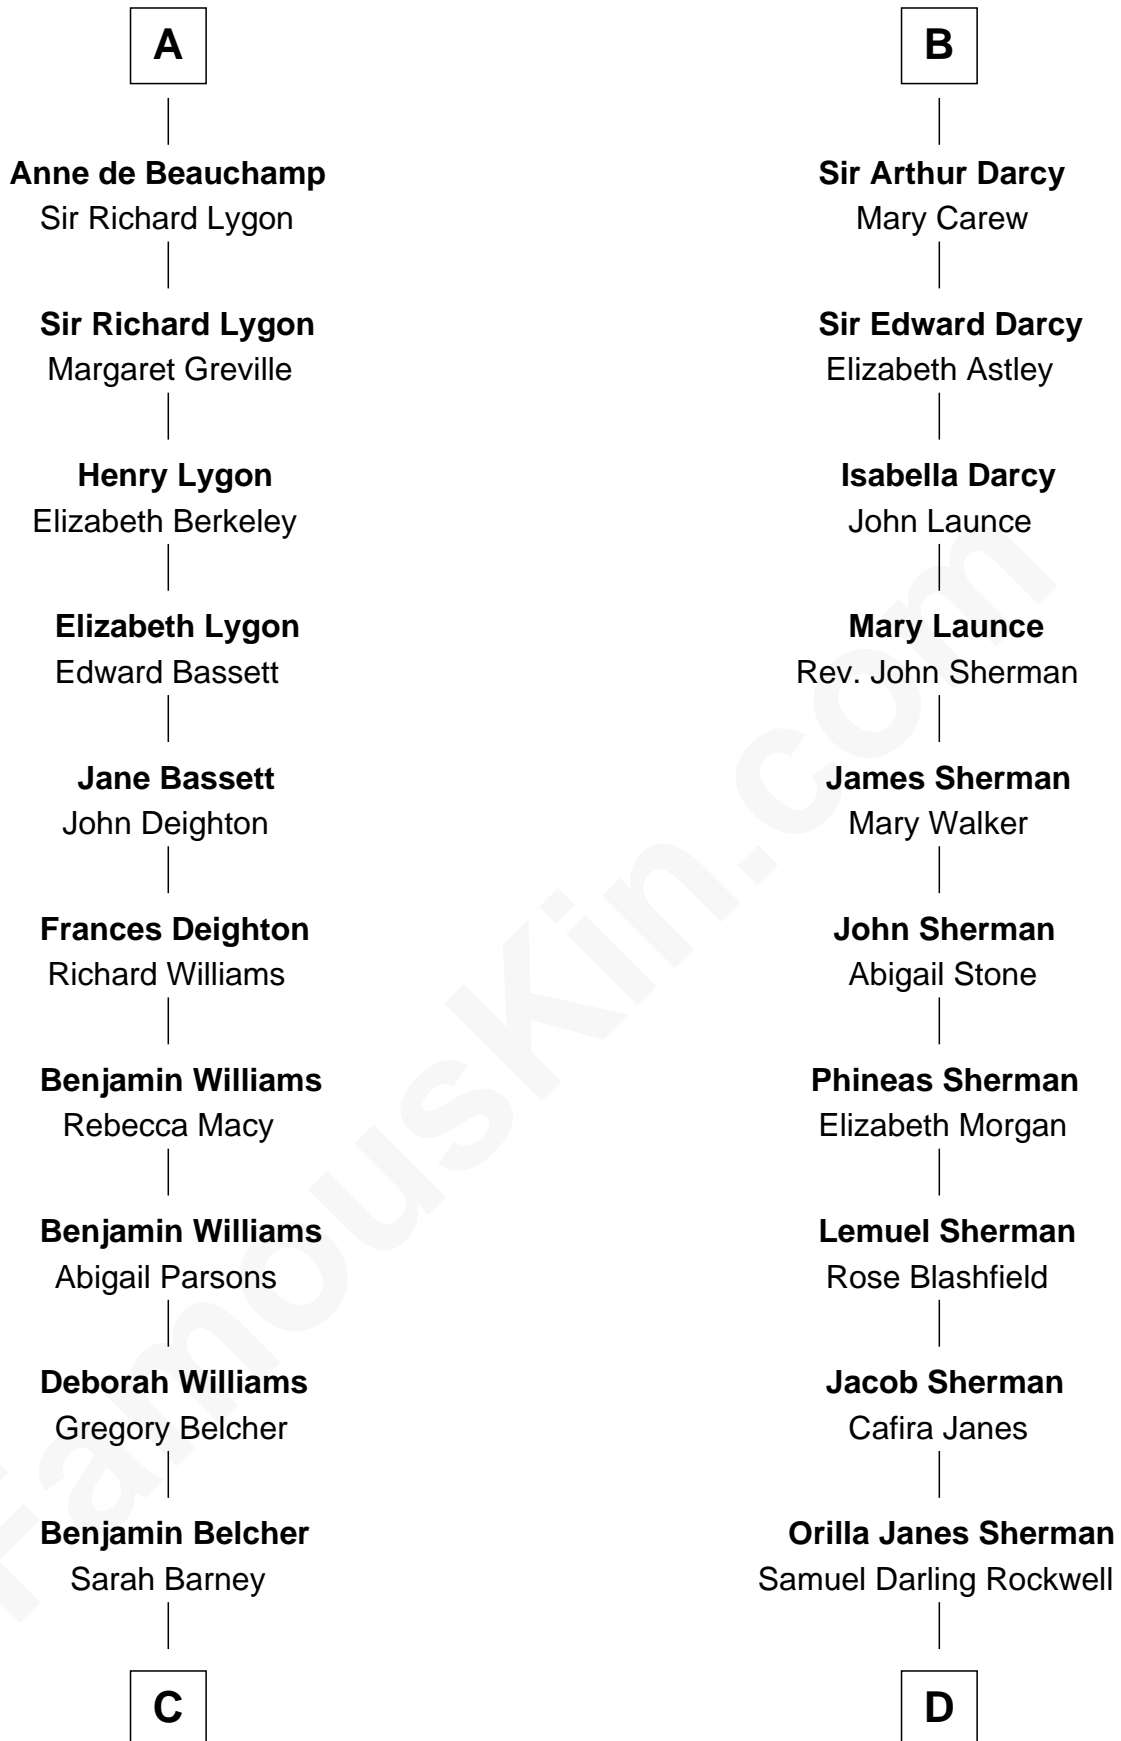 A
Anne de Beauchamp
Sir Richard Lygon
Sir Richard Lygon
Margaret Greville
Henry Lygon
Elizabeth Berkeley
Elizabeth Lygon
Edward Bassett
Jane Bassett
John Deighton
Frances Deighton
Richard Williams
Benjamin Williams
Rebecca Macy
Benjamin Williams
Abigail Parsons
Deborah Williams
Gregory Belcher
Benjamin Belcher
Sarah Barney
C
B
Sir Arthur Darcy
Mary Carew
Sir Edward Darcy
Elizabeth Astley
Isabella Darcy
John Launce
Mary Launce
Rev. John Sherman
James Sherman
Mary Walker
John Sherman
Abigail Stone
Phineas Sherman
Elizabeth Morgan
Lemuel Sherman
Rose Blashfield
Jacob Sherman
Cafira Janes
Orilla Janes Sherman
Samuel Darling Rockwell
D
FamousKin.com